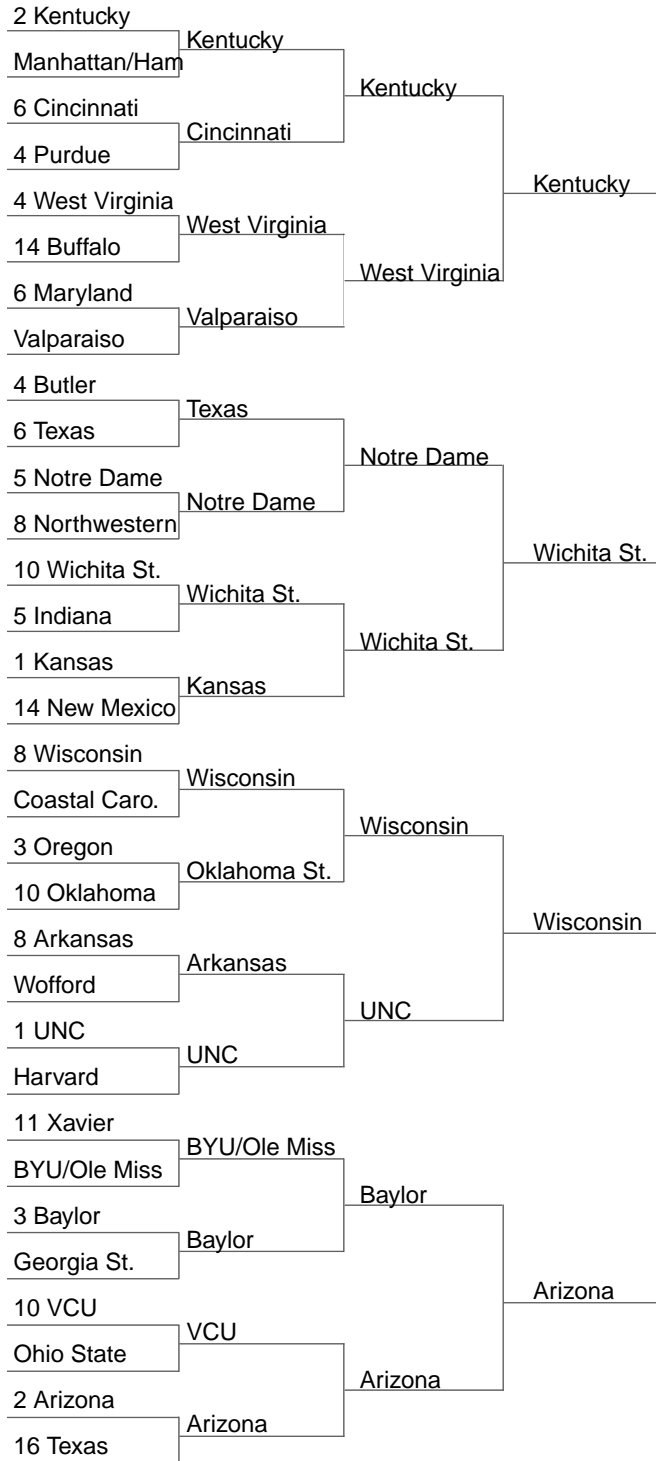 2 Kentucky
Manhattan/Ham
Kentucky
6 Cincinnati
4 Purdue
Cincinnati
Kentucky
4 West Virginia
14 Buffalo
West Virginia
6 Maryland
Valparaiso
Valparaiso
West Virginia
Kentucky
4 Butler
6 Texas
Texas
5 Notre Dame
8 Northwestern
Notre Dame
Notre Dame
10 Wichita St.
5 Indiana
Wichita St.
1 Kansas
14 New Mexico
Kansas
Wichita St.
Wichita St.
8 Wisconsin
Coastal Caro.
Wisconsin
3 Oregon
10 Oklahoma
Oklahoma St.
Wisconsin
8 Arkansas
Wofford
Arkansas
1 UNC
Harvard
UNC
UNC
Wisconsin
11 Xavier
BYU/Ole Miss
BYU/Ole Miss
3 Baylor
Georgia St.
Baylor
Baylor
10 VCU
Ohio State
VCU
2 Arizona
16 Texas
Arizona
Arizona
Arizona